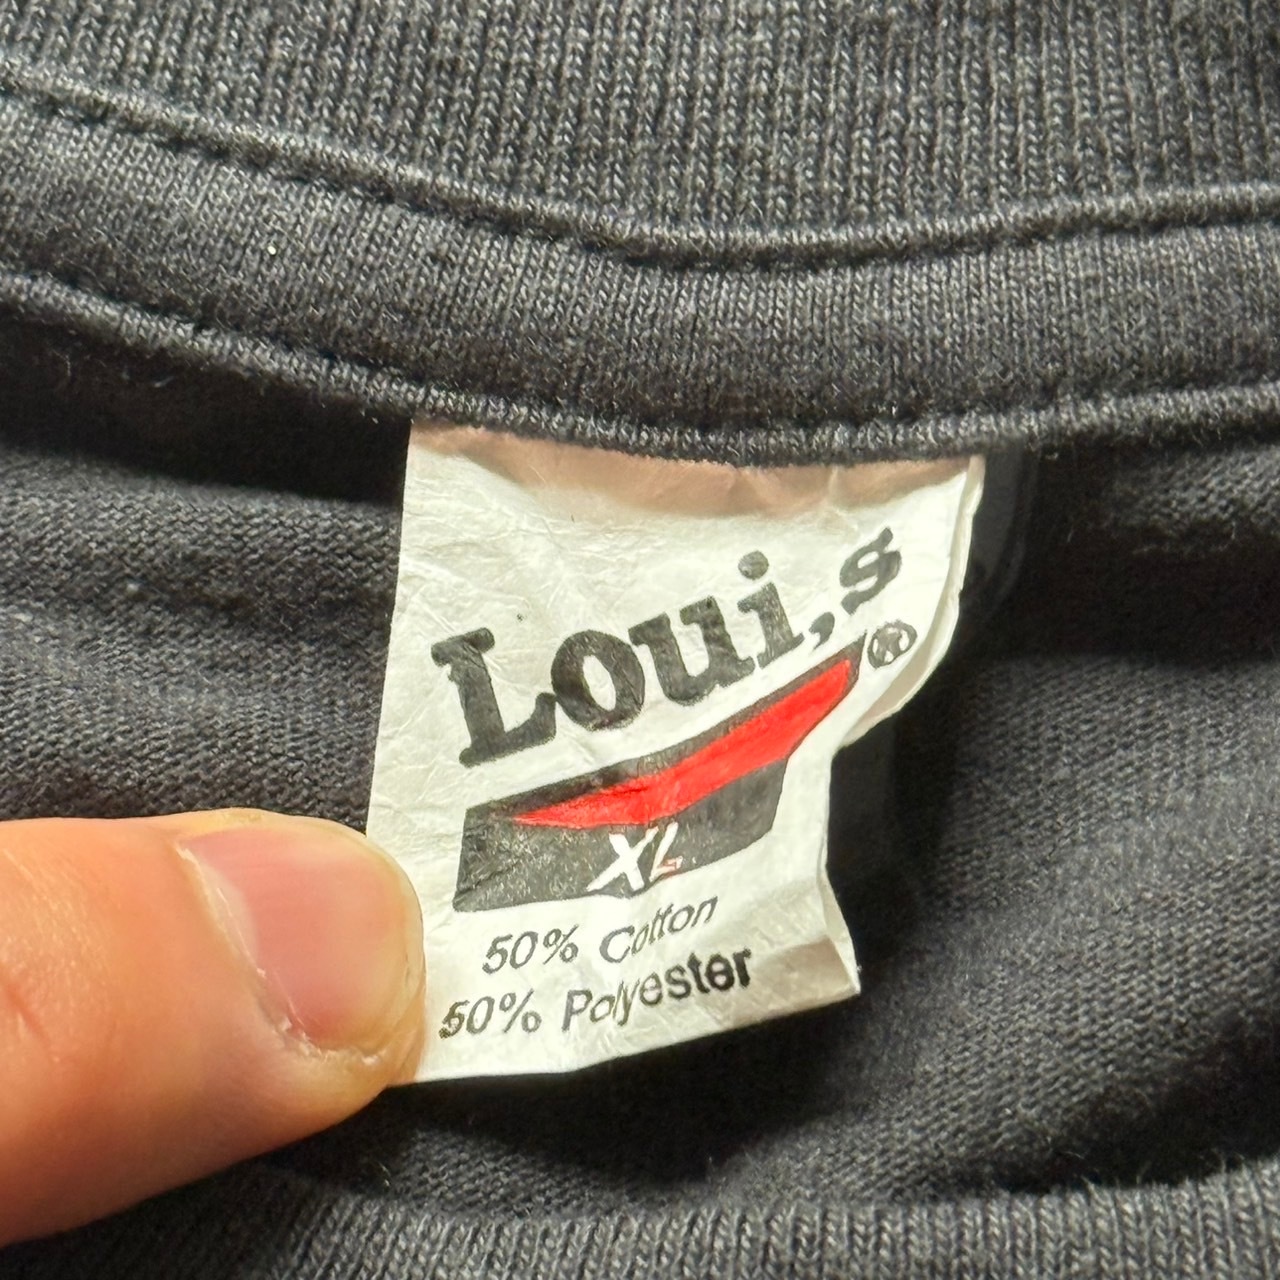 Loui,s ®
XL
50% Cotton
50% Polyester